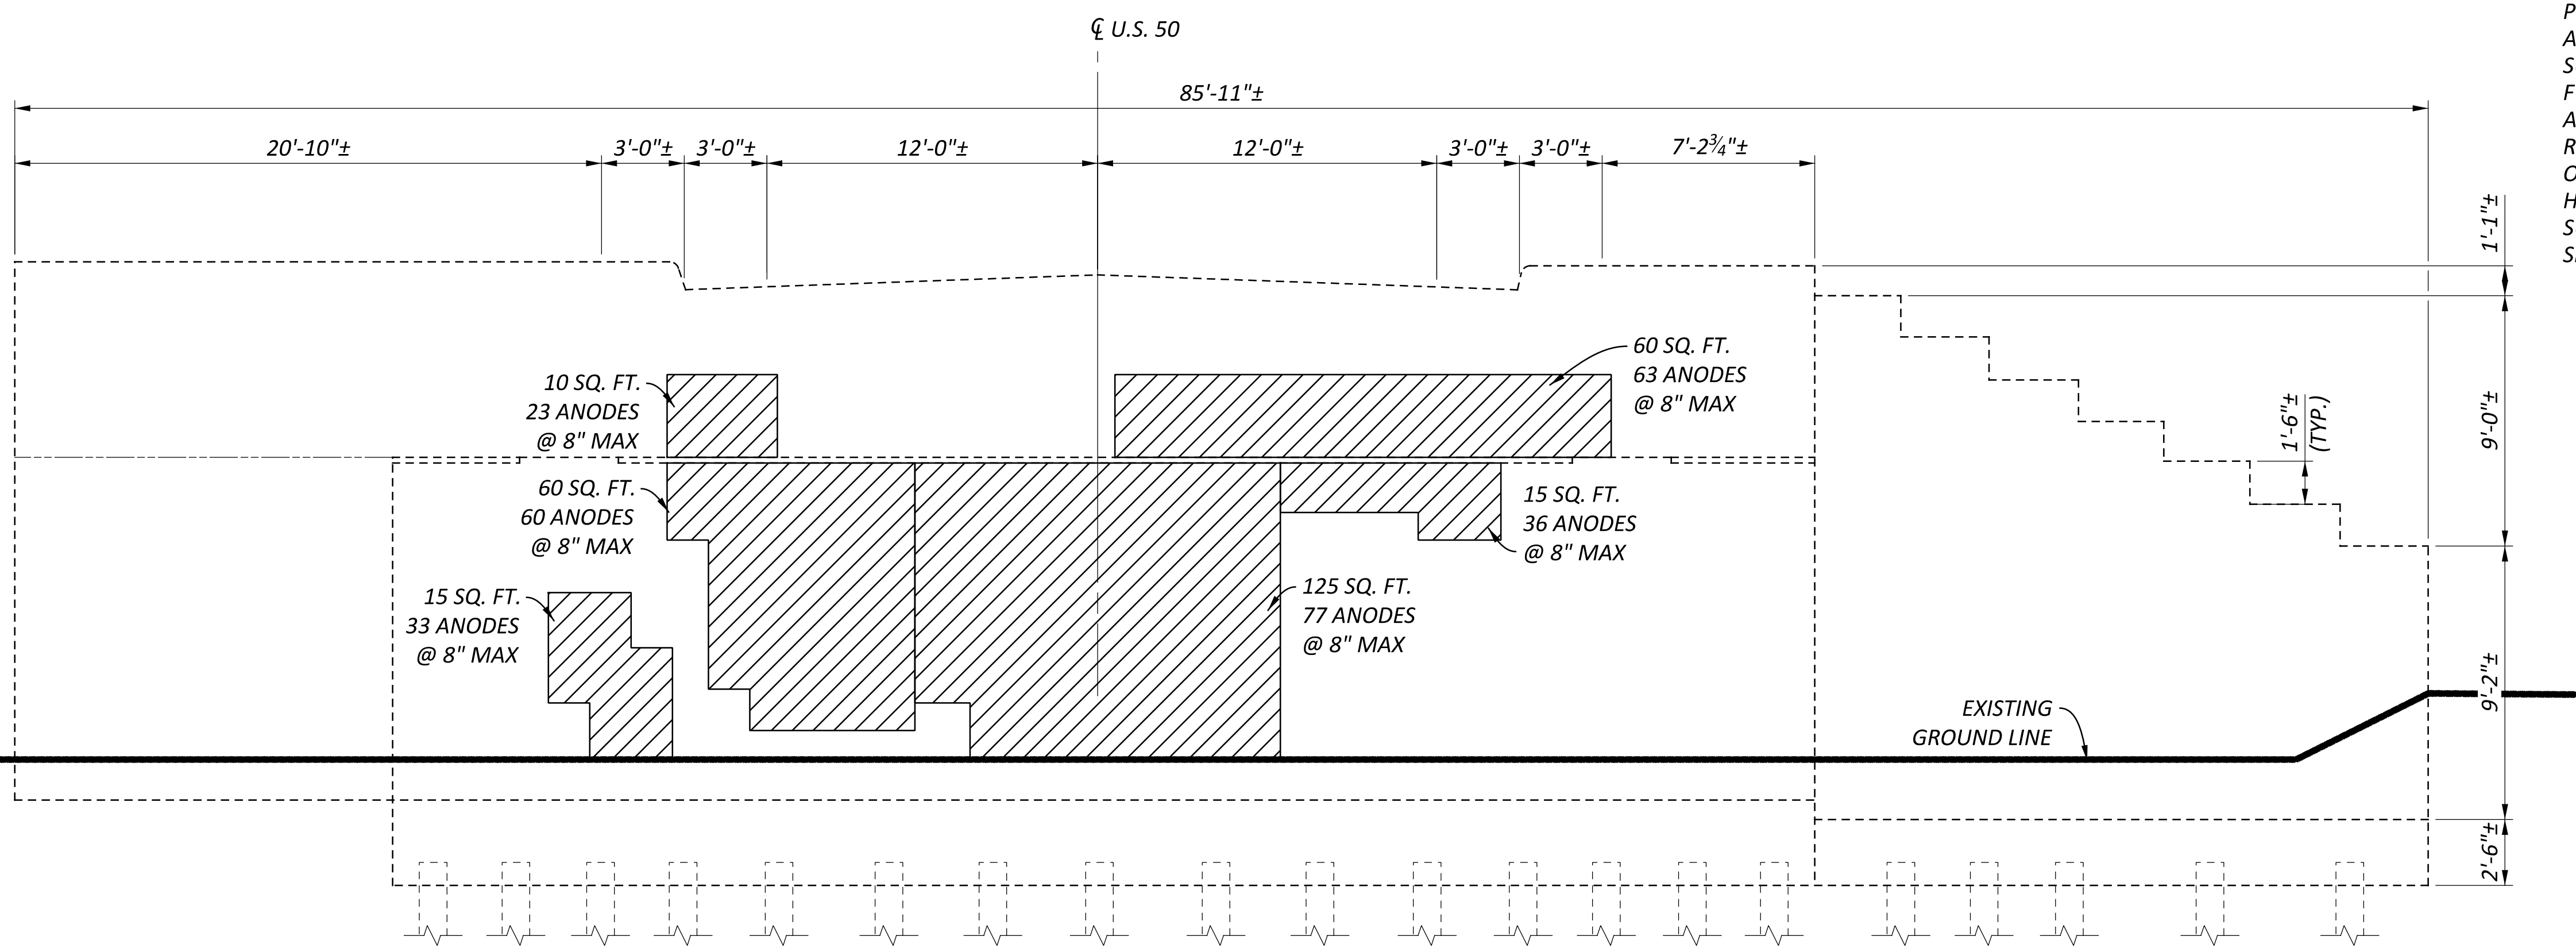 ℄ U.S. 50
85'-11"±
20'-10"±
3'-0"±
3'-0"±
12'-0"±
12'-0"±
3'-0"±
3'-0"±
7'-2¾"±
1'-1"±
10 SQ. FT.
23 ANODES
@ 8" MAX
60 SQ. FT.
63 ANODES
@ 8" MAX
1'-6"±
(TYP.)
9'-0"±
60 SQ. FT.
60 ANODES
@ 8" MAX
15 SQ. FT.
36 ANODES
@ 8" MAX
15 SQ. FT.
33 ANODES
@ 8" MAX
125 SQ. FT.
77 ANODES
@ 8" MAX
EXISTING
GROUND LINE
9'-2"±
2'-6"±
P
A
S
F
A
R
O
H
S